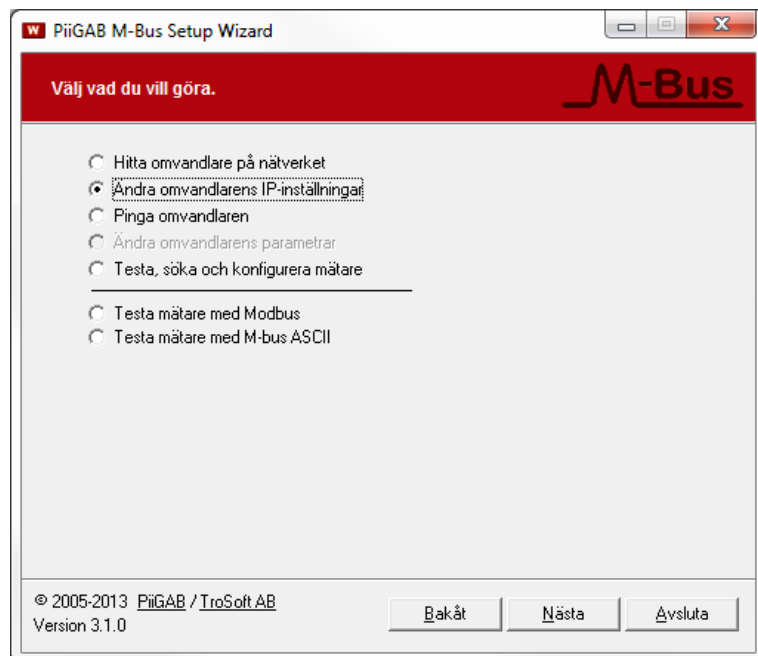 W PiiGAB M-Bus Setup Wizard
Välj vad du vill göra.
M-Bus
Hitta omvandlare på nätverket
Ändra omvandlarens IP-inställningar
Pinga omvandlaren
Ändra omvandlarens parametrar
Testa, söka och konfigurera mätare
Testa mätare med Modbus
Testa mätare med M-bus ASCII
© 2005-2013 PiiGAB / TroSoft AB
Version 3.1.0
Bakåt
Nästa
Avsluta